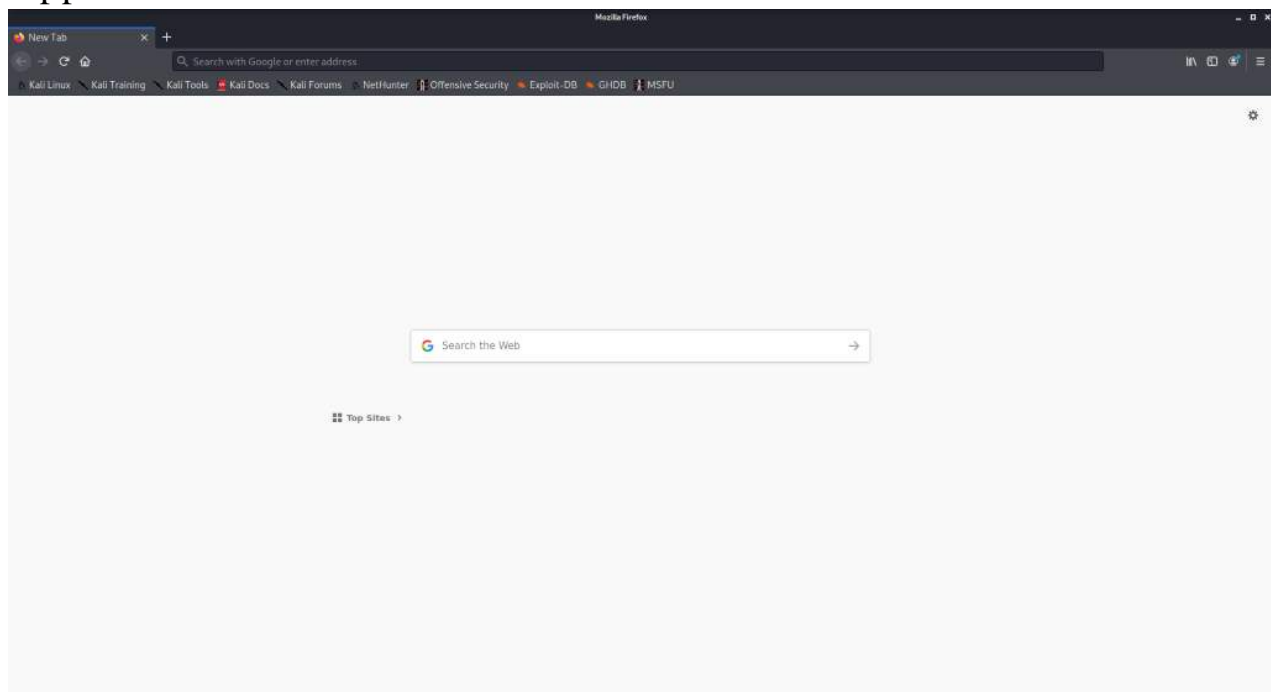 Mozilla Firefox
New Tab
Search with Google or enter address
Kali Linux Kali Training Kali Tools Kali Docs Kali Forums NetHunter Offensive Security Exploit-DB GHDB MSFU
Search the Web
Top Sites